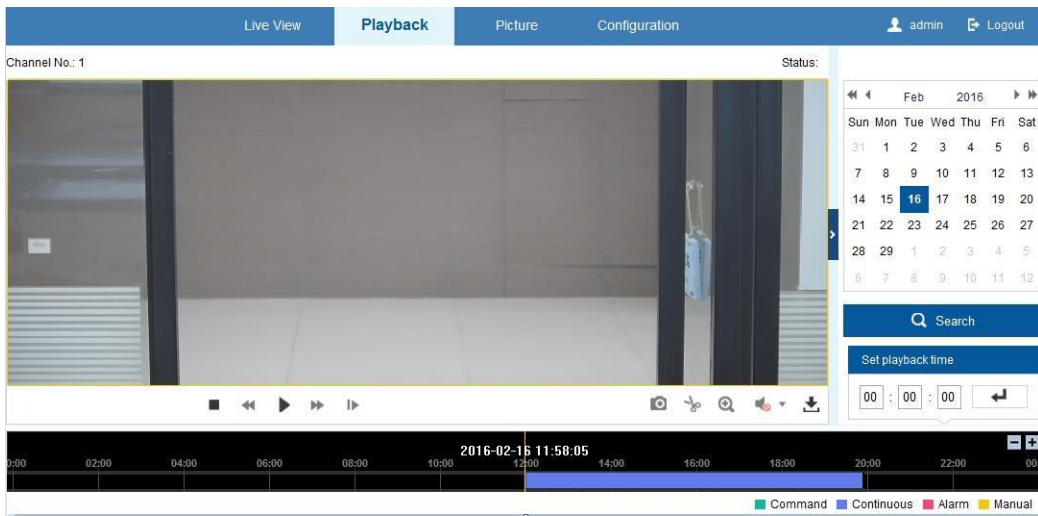 Live View Playback Picture Configuration admin Logout
Channel No.: 1 Status:
Feb 2016
Sun Mon Tue Wed Thu Fri Sat
31 1 2 3 4 5 6
7 8 9 10 11 12 13
14 15 16 17 18 19 20
21 22 23 24 25 26 27
28 29 1 2 3 4 5
6 7 8 9 10 11 12
Search
Set playback time
00 : 00 : 00
2016-02-16 11:58:05
0:00 02:00 04:00 06:00 08:00 10:00 12:00 14:00 16:00 18:00 20:00 22:00 00:
Command Continuous Alarm Manual